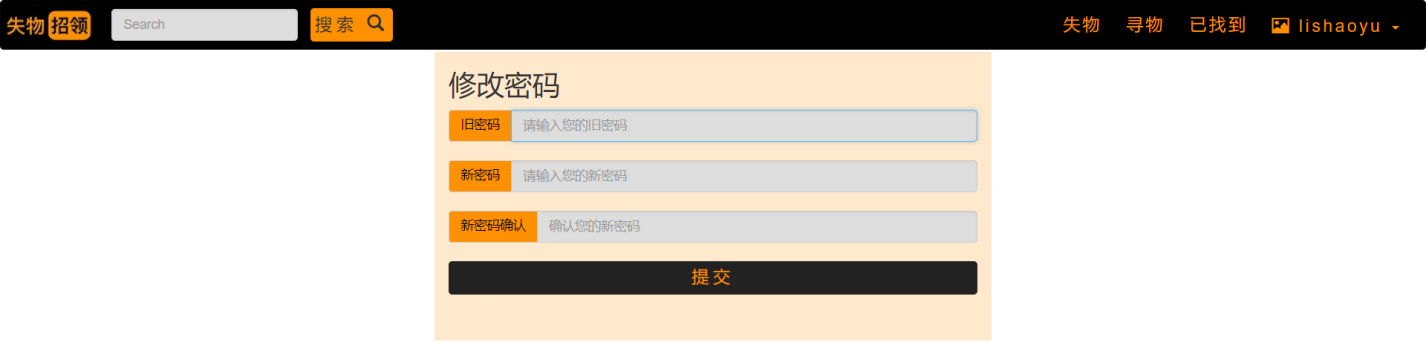 失物 招领 Search 搜索 失物 寻物 已找到 lishaoyu
修改密码
旧密码 请输入您的旧密码
新密码 请输入您的新密码
新密码确认 确认您的新密码
提交